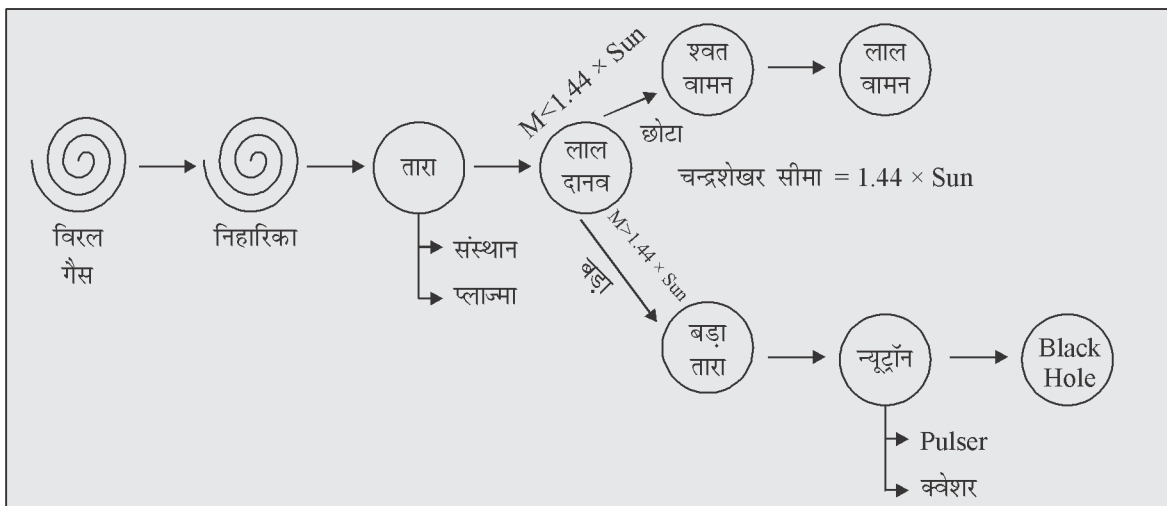 विरल
गैस
निहारिका
तारा
संस्थान
प्लाज्मा
लाल
दानव
M<1.44 × Sun
छोटा
श्वत
वामन
लाल
वामन
चन्द्रशेखर सीमा = 1.44 × Sun
M>1.44 × Sun
बड़ा
बड़ा
तारा
न्यूट्रॉन
Pulser
क्वेशर
Black
Hole